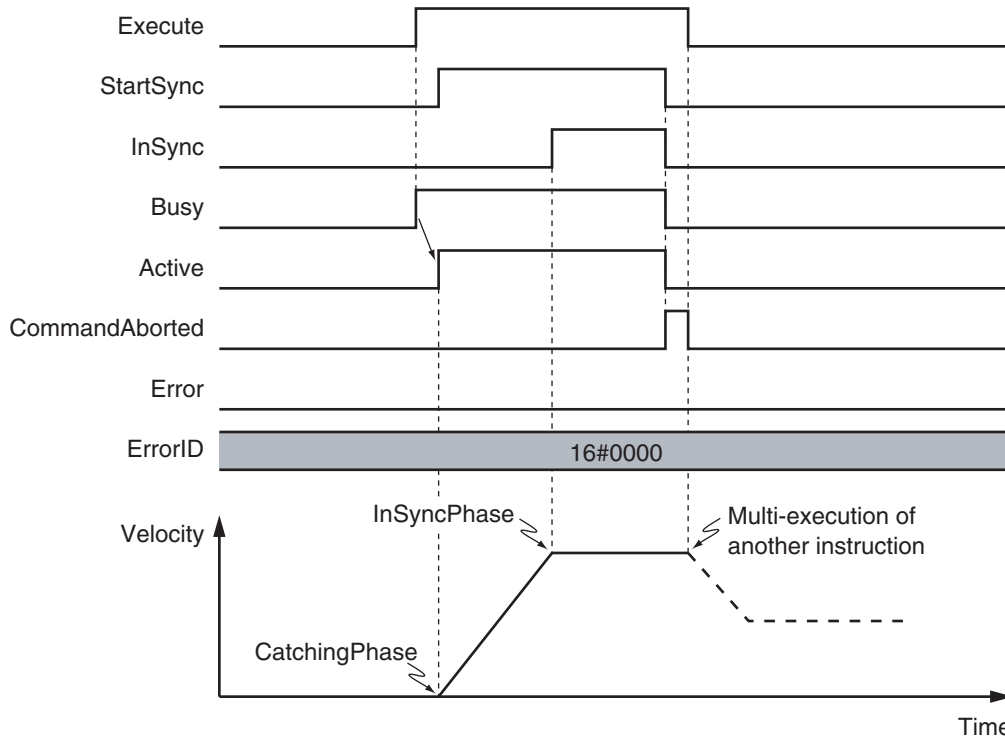 Execute
StartSync
InSync
Busy
Active
CommandAborted
Error
ErrorID
16#0000
Velocity
InSyncPhase
Multi-execution of
another instruction
CatchingPhase
Time